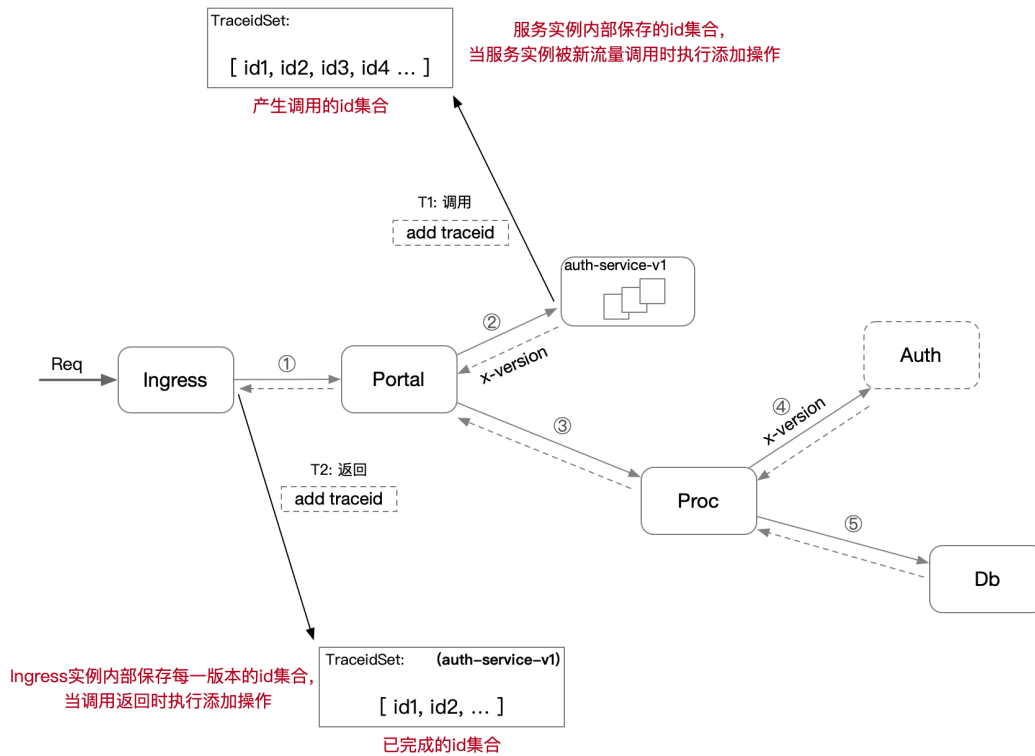 TraceidSet:
[ id1, id2, id3, id4 ... ]
产生调用的id集合
服务实例内部保存的id集合，
当服务实例被新流量调用时执行添加操作
T1: 调用
add traceid
auth-service-v1
②
x-version
Req
Ingress
①
Portal
Auth
④
x-version
③
T2: 返回
add traceid
Proc
⑤
Db
Ingress实例内部保存每一版本的id集合，
当调用返回时执行添加操作
TraceidSet: (auth-service-v1)
[ id1, id2, ... ]
已完成的id集合